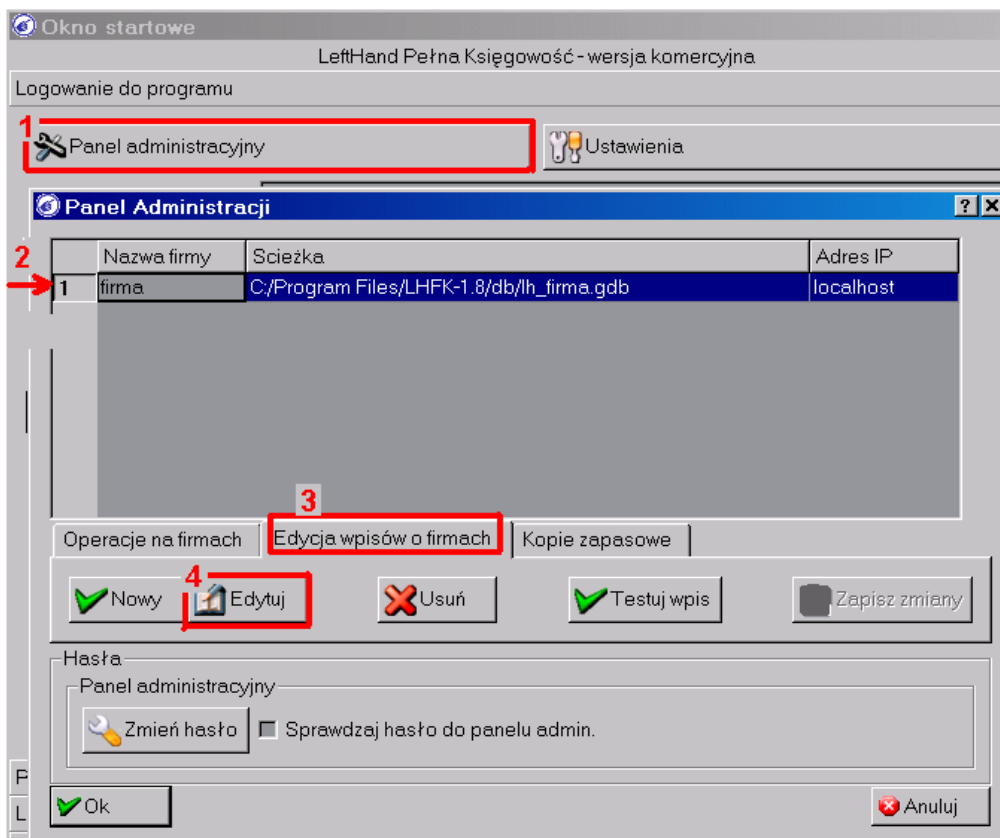 Okno startowe
LeftHand Pełna Księgowość - wersja komercyjna
Logowanie do programu
1
Panel administracyjny
Ustawienia
Panel Administracji
2
Nazwa firmy Scieżka Adres IP
1 firma C:/Program Files/LHFK-1.8/db/lh_firma.gdb localhost
3
Operacje na firmach Edycja wpisów o firmach Kopie zapasowe
4
Nowy Edytuj Usuń Testuj wpis Zapisz zmiany
Hasła
Panel administracyjny
Zmień hasło Sprawdzaj hasło do panelu admin.
P
L
Ok Anuluj